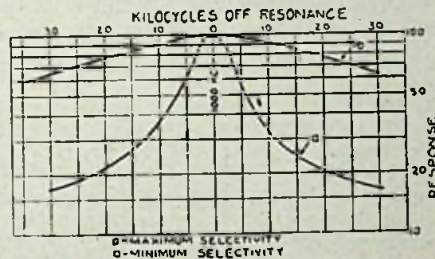 KILOCYCLES OFF RESONANCE
30 20 10 0 10 20 30
100
50
20
10
RESPONSE
a
a-MAXIMUM SELECTIVITY
-MINIMUM SELECTIVITY